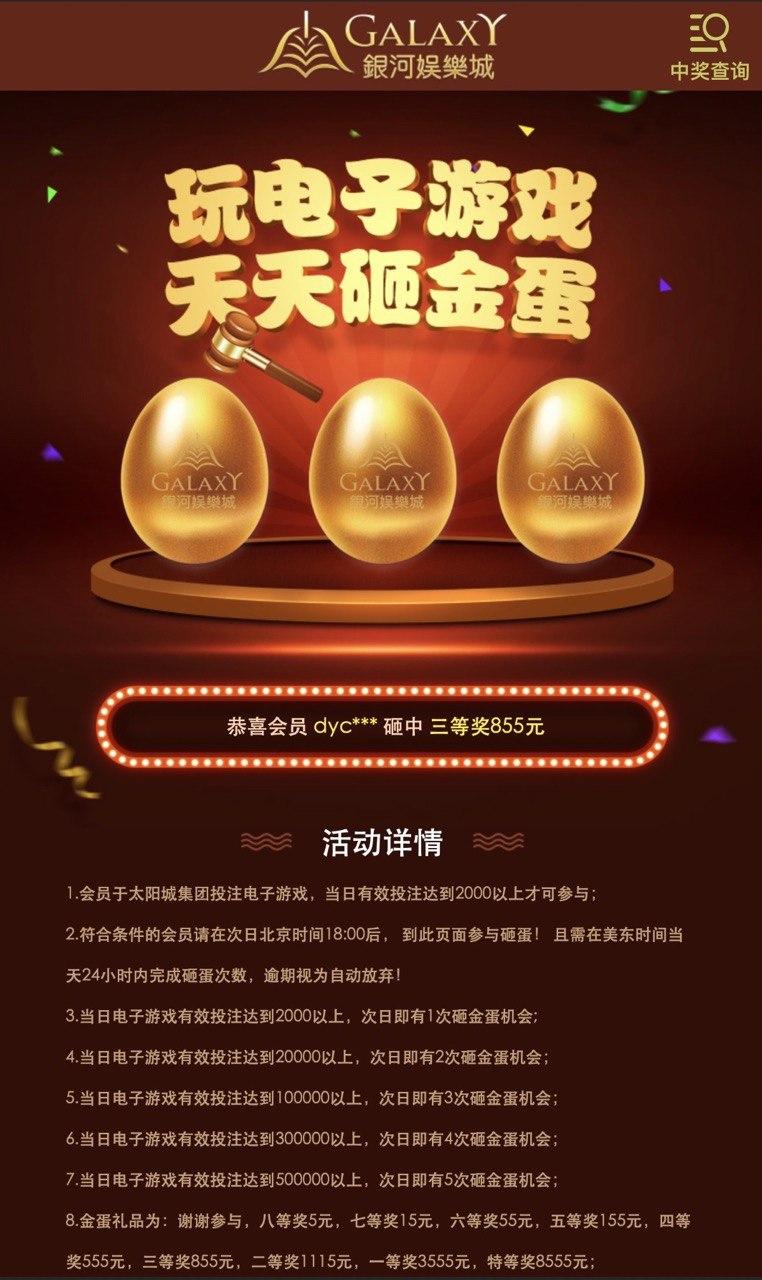 GALAXY
銀河娱樂城
中奖查询
玩电子游戏
天天砸金蛋
GALAXY
銀河娱樂城
GALAXY
銀河娱樂城
GALAXY
銀河娱樂城
恭喜会员 dyc*** 砸中 三等奖855元
活动详情
1.会员于太阳城集团投注电子游戏，当日有效投注达到2000以上才可参与；
2.符合条件的会员请在次日北京时间18:00后， 到此页面参与砸蛋！ 且需在美东时间当
天24小时内完成砸蛋次数，逾期视为自动放弃！
3.当日电子游戏有效投注达到2000以上，次日即有1次砸金蛋机会；
4.当日电子游戏有效投注达到20000以上，次日即有2次砸金蛋机会；
5.当日电子游戏有效投注达到100000以上，次日即有3次砸金蛋机会；
6.当日电子游戏有效投注达到300000以上，次日即有4次砸金蛋机会；
7.当日电子游戏有效投注达到500000以上，次日即有5次砸金蛋机会；
8.金蛋礼品为：谢谢参与，八等奖5元，七等奖15元，六等奖55元，五等奖155元，四等
奖555元，三等奖855元，二等奖1115元，一等奖3555元，特等奖8555元；